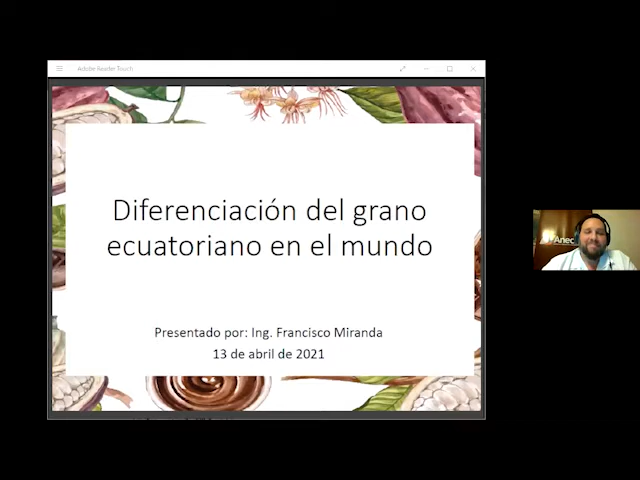 Adobe Reader Touch
Diferenciación del grano
ecuatoriano en el mundo
Presentado por: Ing. Francisco Miranda
13 de abril de 2021
Anec